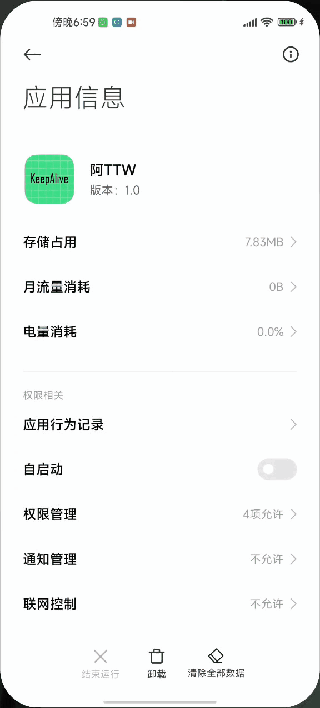 傍晚6:59
应用信息
KeepAlive
阿TTW
版本：1.0
存储占用 7.83MB
月流量消耗 0B
电量消耗 0.0%
权限相关
应用行为记录
自启动
权限管理 4项允许
通知管理 不允许
联网控制 不允许
结束运行 卸载 清除全部数据